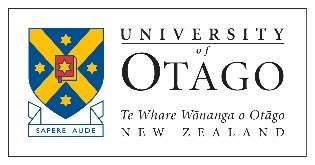 UNIVERSITY
of
OTAGO
Te Whare Wānanga o Otāgo
NEW ZEALAND
SAPERE AUDE